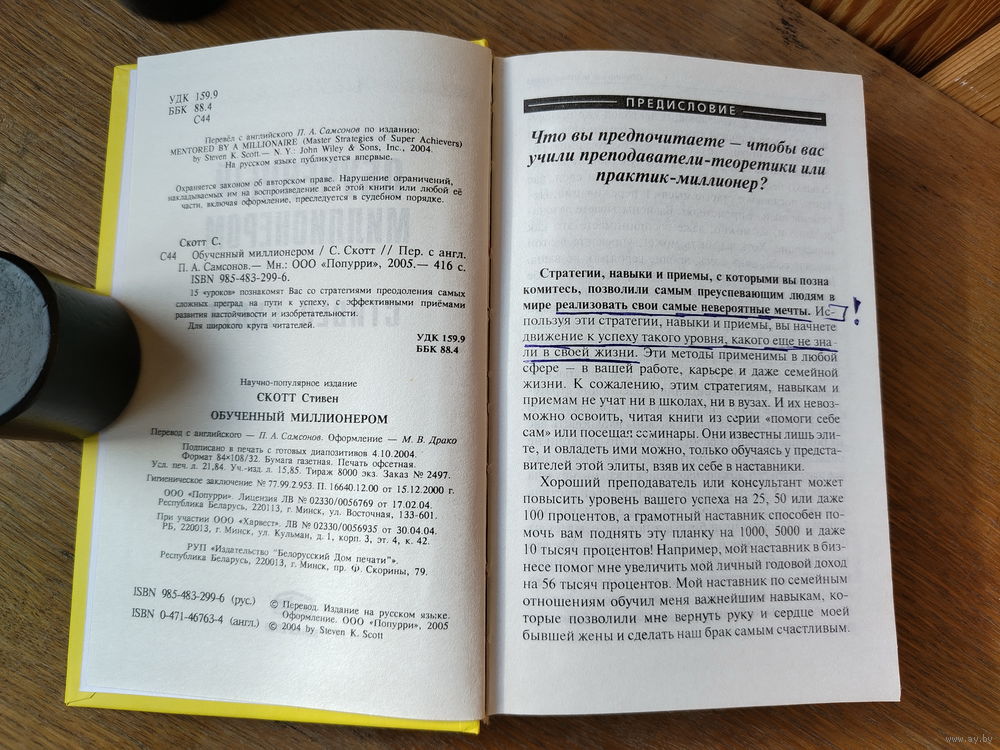 УДК 159.9
ББК 88.4
С44
Перевёл с английского П. А. Самсонов по изданию:
MENTORED BY A MILLIONAIRE (Master Strategies of Super Achievers)
by Steven K. Scott.— N. Y.: John Wiley & Sons, Inc., 2004.
На русском языке публикуется впервые.
Охраняется законом об авторском праве. Нарушение ограничений,
накладываемых им на воспроизведение всей этой книги или любой её
части, включая оформление, преследуется в судебном порядке.
Скотт С.
С44 Обученный миллионером / С. Скотт // Пер. с англ.
П. А. Самсонов.— Мн.: ООО «Попурри», 2005.— 416 с.
ISBN 985-483-299-6.
15 «уроков» познакомят Вас со стратегиями преодоления самых
сложных преград на пути к успеху, с эффективными приёмами
развития настойчивости и изобретательности.
Для широкого круга читателей.
УДК 159.9
ББК 88.4
Научно-популярное издание
СКОТТ Стивен
ОБУЧЕННЫЙ МИЛЛИОНЕРОМ
Перевод с английского — П. А. Самсонов. Оформление — М. В. Драко
Подписано в печать с готовых диапозитивов 4.10.2004.
Формат 84×108/32. Бумага газетная. Печать офсетная.
Усл. печ. л. 21,84. Уч.-изд. л. 15,85. Тираж 8000 экз. Заказ № 2497.
Гигиеническое заключение № 77.99.2.953.П. 16640.12.00 от 15.12.2000 г.
ООО «Попурри». Лицензия ЛВ № 02330/0056769 от 17.02.04.
Республика Беларусь, 220113, г. Минск, ул. Восточная, 133-601.
При участии ООО «Харвест». ЛВ № 02330/0056935 от 30.04.04.
РБ, 220013, г. Минск, ул. Кульман, д. 1, корп. 3, эт. 4, к. 42.
РУП «Издательство "Белорусский Дом печати"».
Республика Беларусь, 220013, г. Минск, пр. Ф. Скорины, 79.
ISBN 985-483-299-6 (рус.)
ISBN 0-471-46763-4 (англ.)
© Перевод. Издание на русском языке.
Оформление. ООО «Попурри», 2005
© 2004 by Steven K. Scott
ПРЕДИСЛОВИЕ
Что вы предпочитаете — чтобы вас
учили преподаватели-теоретики или
практик-миллионер?
Стратегии, навыки и приемы, с которыми вы позна
комитесь, позволили самым преуспевающим людям в
мире реализовать свои самые невероятные мечты. Ис-
пользуя эти стратегии, навыки и приемы, вы начнете
движение к успеху такого уровня, какого еще не зна-
ли в своей жизни. Эти методы применимы в любой
сфере — в вашей работе, карьере и даже семейной
жизни. К сожалению, этим стратегиям, навыкам и
приемам не учат ни в школах, ни в вузах. И их невоз-
можно освоить, читая книги из серии «помоги себе
сам» или посещая семинары. Они известны лишь эли-
те, и овладеть ими можно, только обучаясь у предста-
вителей этой элиты, взяв их себе в наставники.
Хороший преподаватель или консультант может
повысить уровень вашего успеха на 25, 50 или даже
100 процентов, а грамотный наставник способен по-
мочь вам поднять эту планку на 1000, 5000 и даже
10 тысяч процентов! Например, мой наставник в биз-
несе помог мне увеличить мой личный годовой доход
на 56 тысяч процентов. Мой наставник по семейным
отношениям обучил меня важнейшим навыкам, ко-
торые позволили мне вернуть руку и сердце моей
бывшей жены и сделать наш брак самым счастливым.
www.ay.by